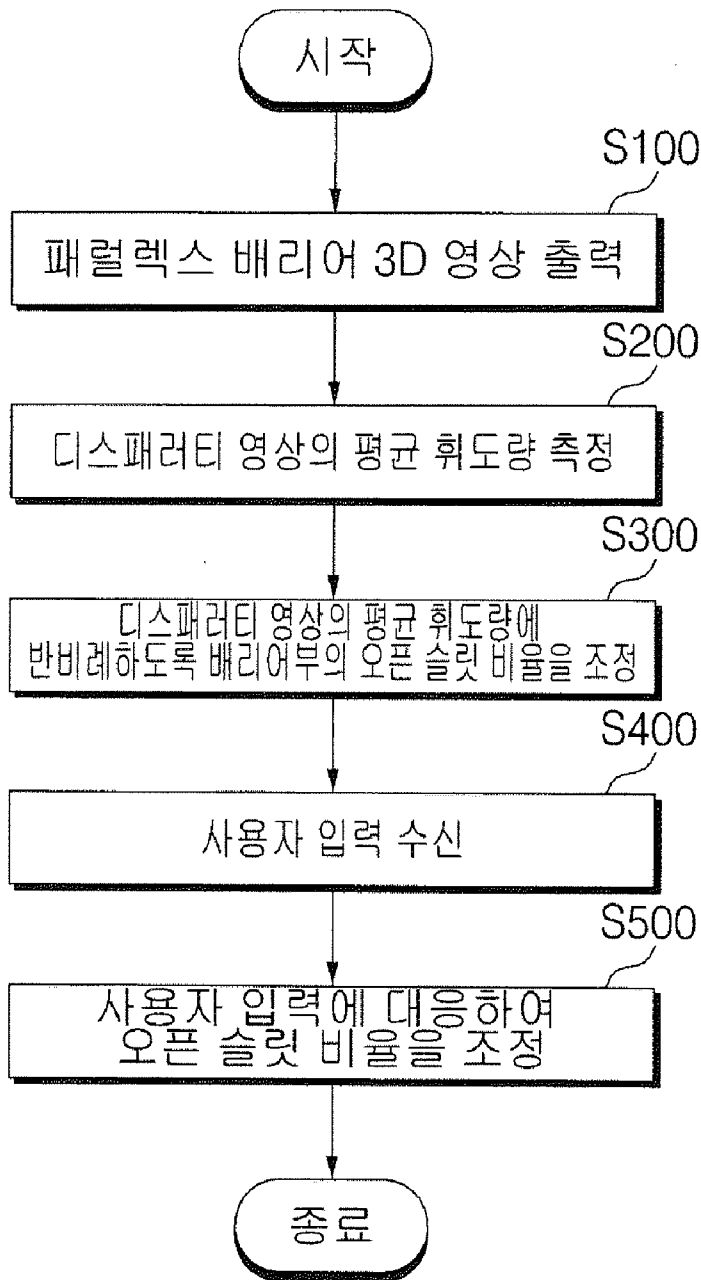 시작
S100
패럴렉스 배리어 3D 영상 출력
S200
디스패러티 영상의 평균 휘도량 측정
S300
디스패러티 영상의 평균 휘도량에
반비례하도록 배리어부의 오픈 슬릿 비율을 조정
S400
사용자 입력 수신
S500
사용자 입력에 대응하여
오픈 슬릿 비율을 조정
종료